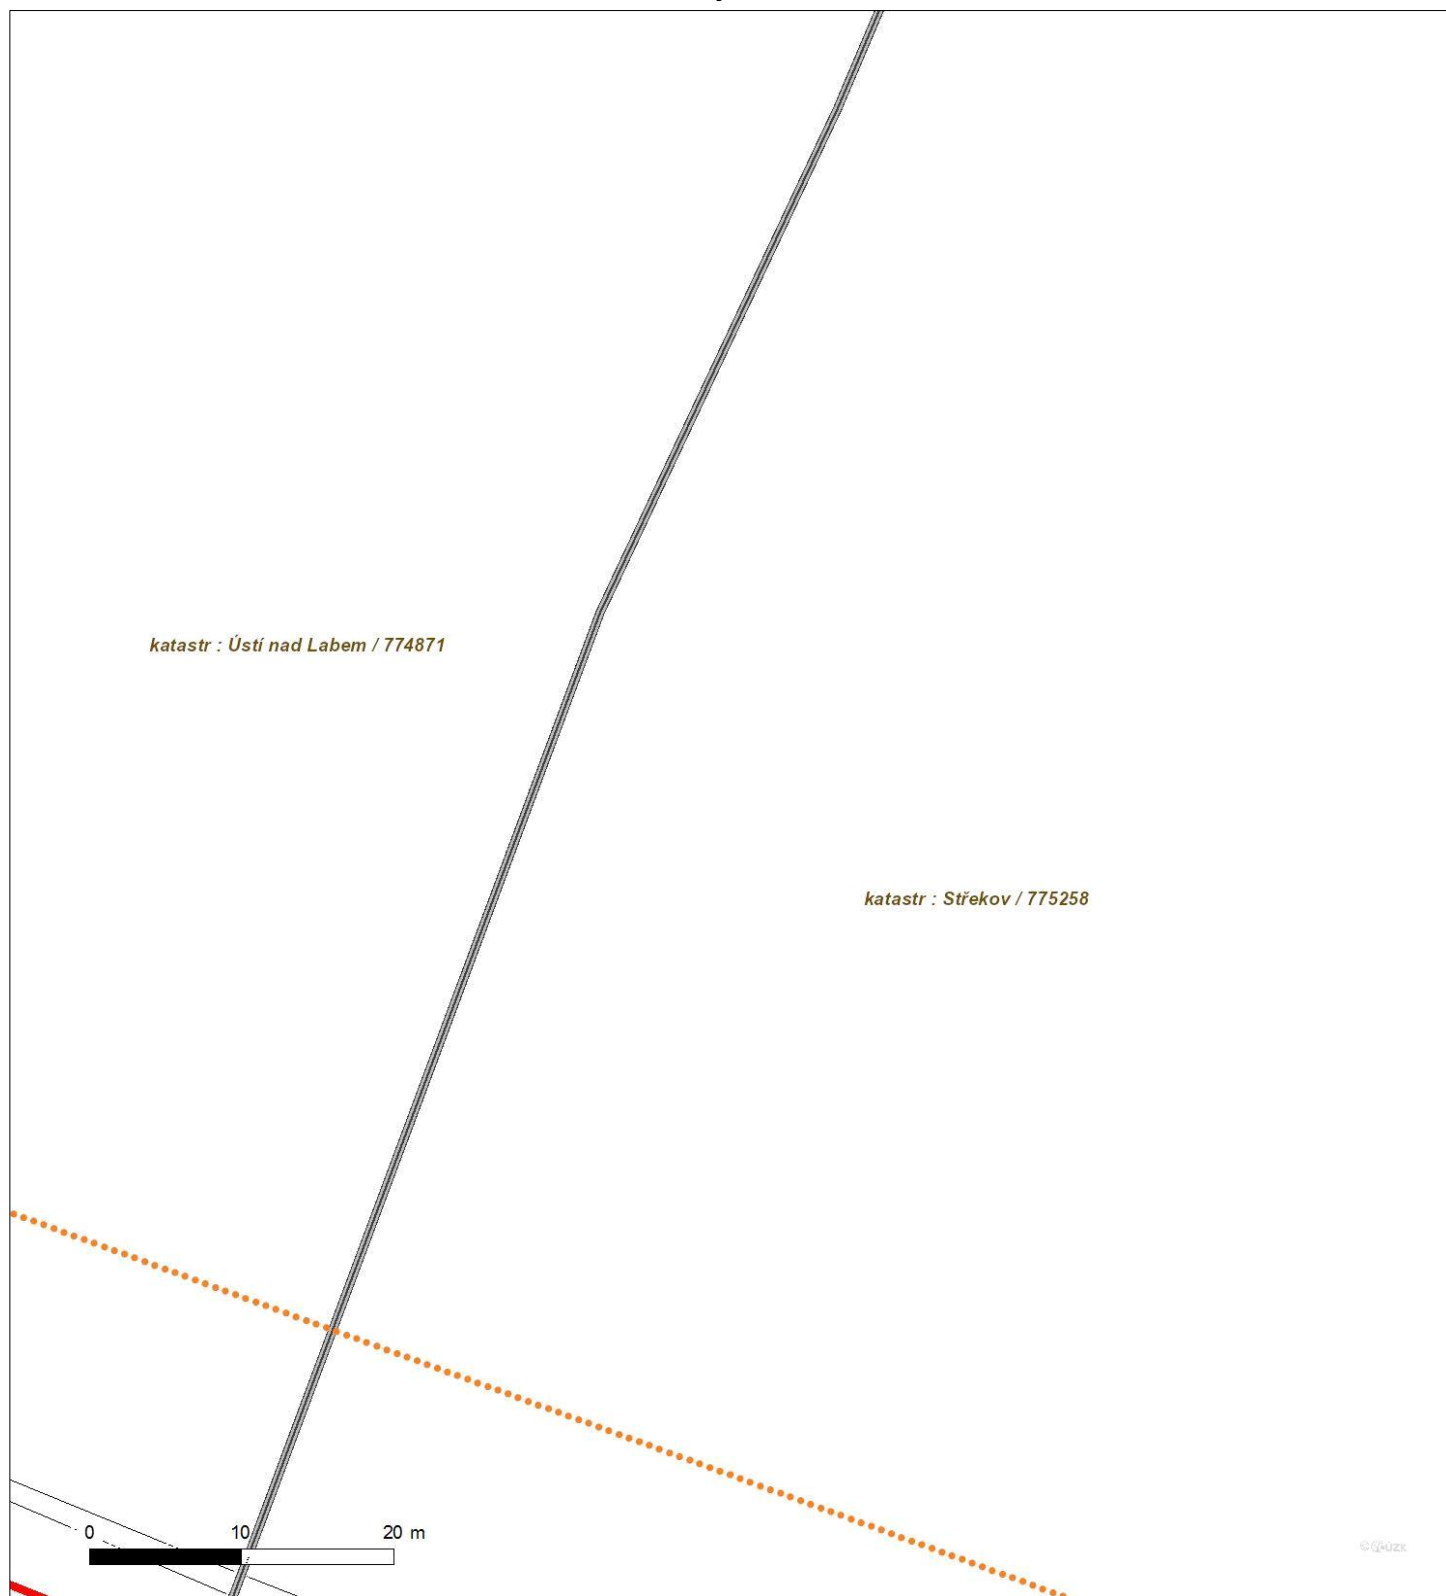 katastr : Ústí nad Labem / 774871
katastr : Střekov / 775258
0 10 20 m